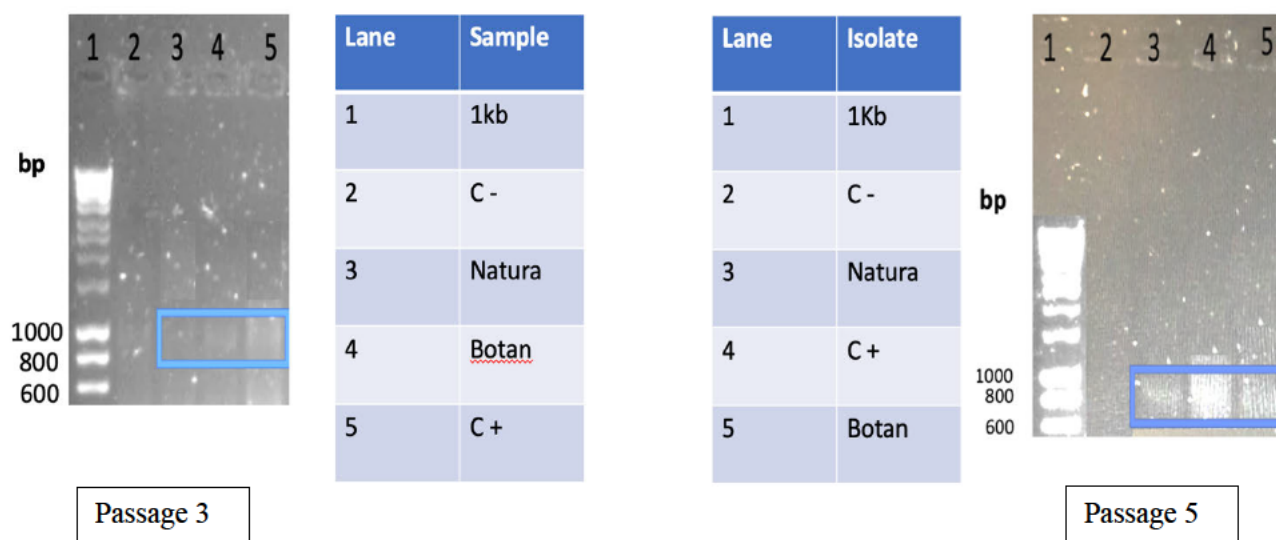 1 2 3 4 5
bp
1000
800
600
Passage 3
Lane Sample
1 1kb
2 C -
3 Natura
4 Botan
5 C +
Lane Isolate
1 1Kb
2 C -
3 Natura
4 C +
5 Botan
1 2 3 4 5
bp
1000
800
600
Passage 5